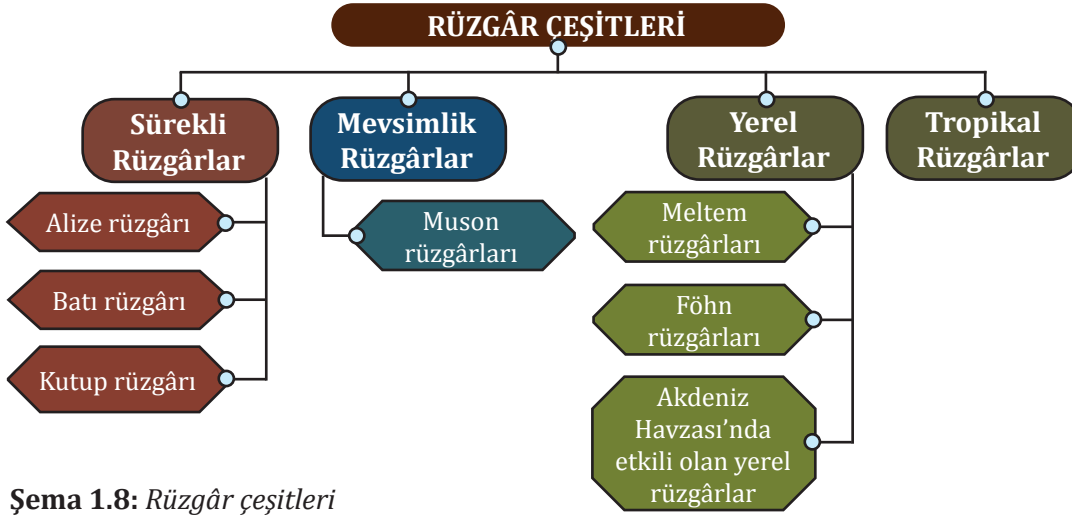 RÜZGÂR ÇEŞİTLERİ
Sürekli
Rüzgârlar
Alize rüzgârı
Batı rüzgârı
Kutup rüzgârı
Mevsimlik
Rüzgârlar
Muson
rüzgârları
Yerel
Rüzgârlar
Meltem
rüzgârları
Föhn
rüzgârları
Akdeniz
Havzası’nda
etkili olan yerel
rüzgârlar
Tropikal
Rüzgârlar
Şema 1.8: Rüzgâr çeşitleri